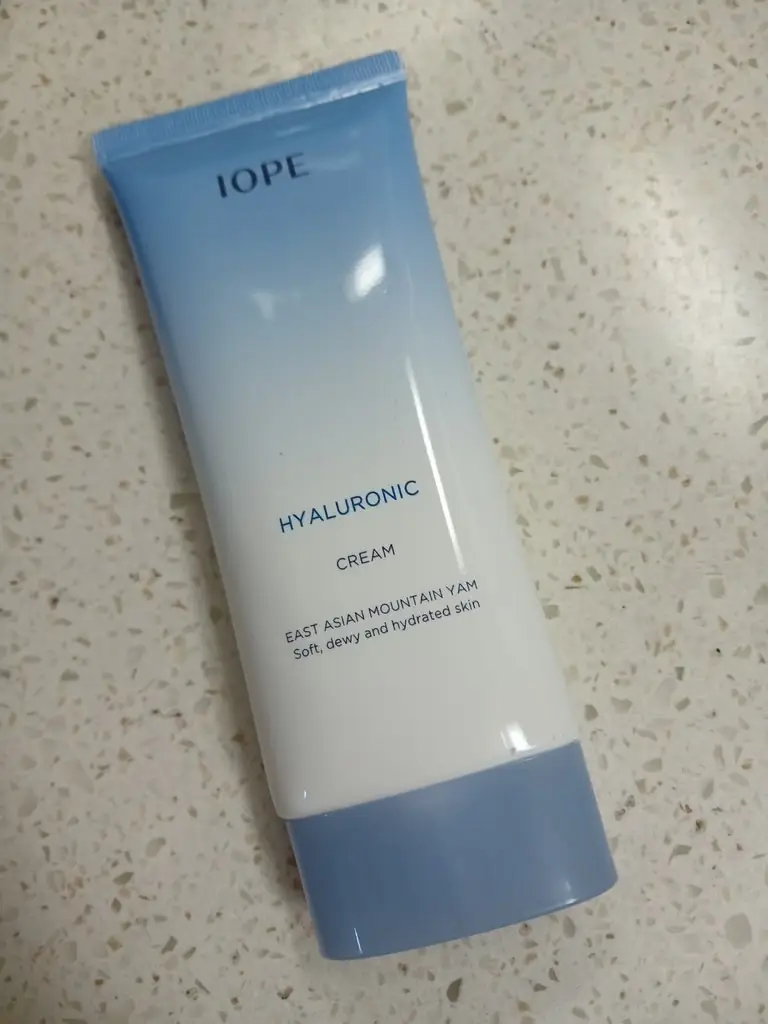 IOPE
HYALURONIC
CREAM
EAST ASIAN MOUNTAIN YAM
Soft, dewy and hydrated skin